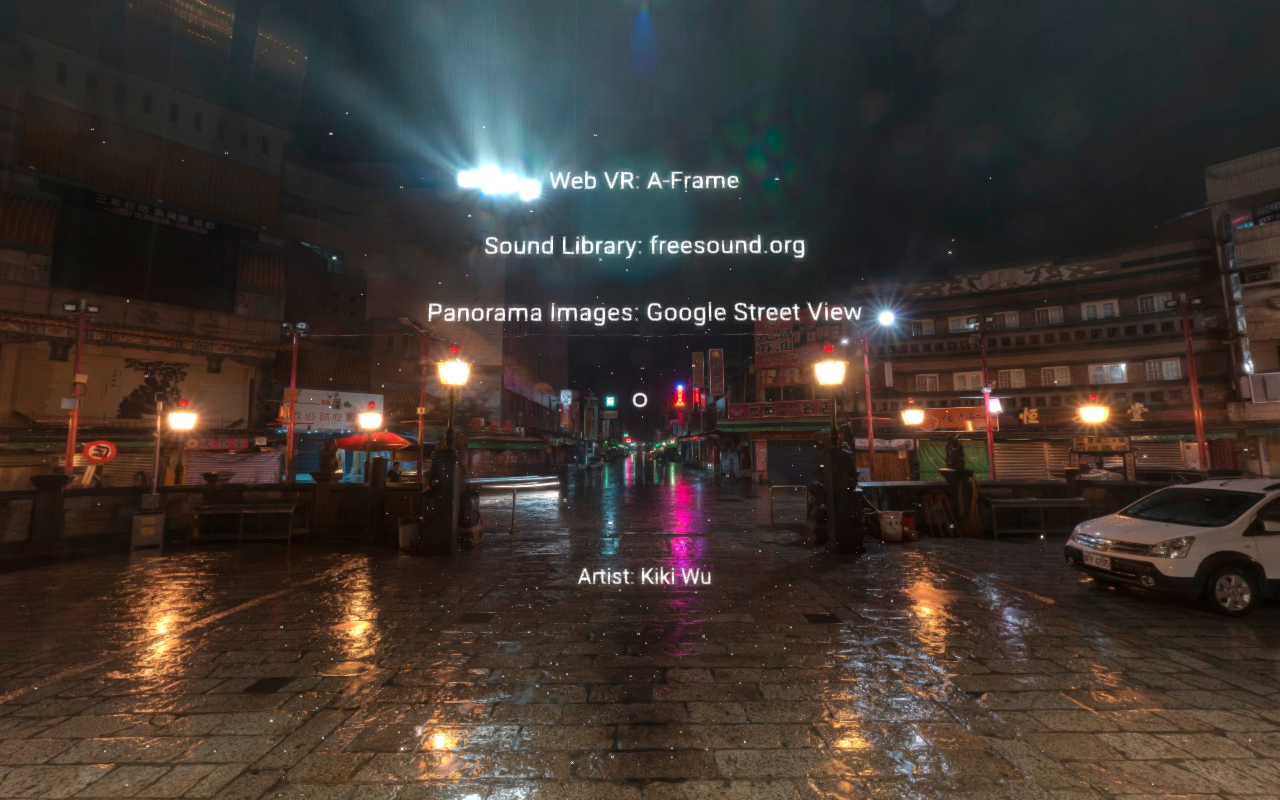 Web VR: A-Frame
Sound Library: freesound.org
Panorama Images: Google Street View
Artist: Kiki Wu